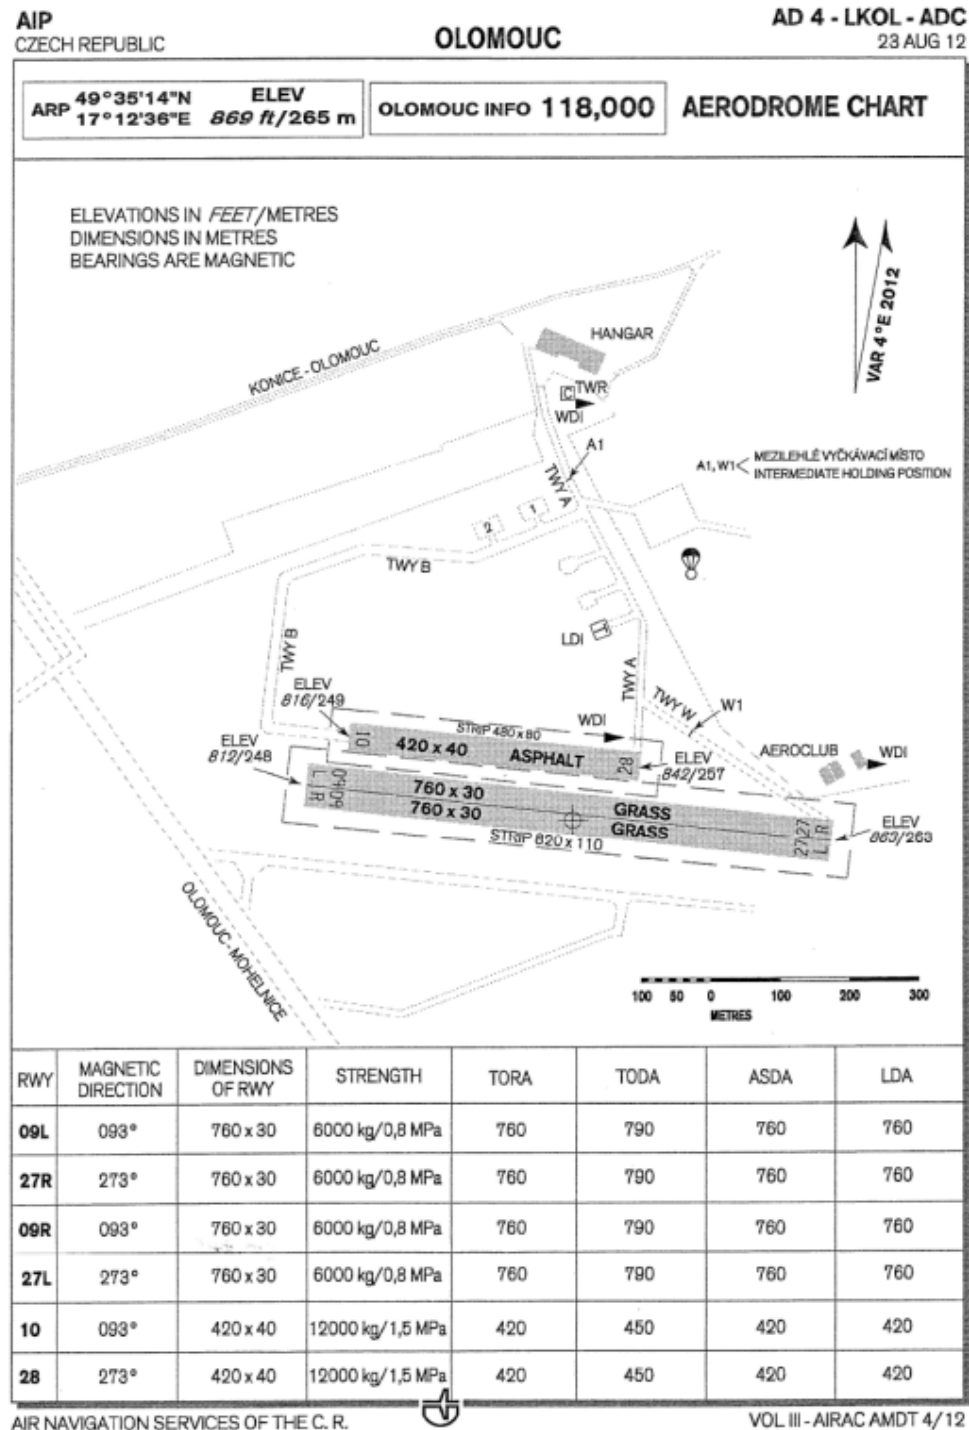 AIP
CZECH REPUBLIC
OLOMOUC
AD 4 - LKOL - ADC
23 AUG 12
ARP 49°35'14"N
17°12'36"E
ELEV
869 ft/265 m
OLOMOUC INFO 118,000
AERODROME CHART
ELEVATIONS IN FEET/METRES
DIMENSIONS IN METRES
BEARINGS ARE MAGNETIC
VAR 4°E 2012
HANGAR
KONICE - OLOMOUC
C TWR
WDI
A1
A1, W1
MEZILEHLÉ VYČKÁVACÍ MÍSTO
INTERMEDIATE HOLDING POSITION
TWY A
2
1
TWY B
LDI
T
TWY B
TWY A
TWY W
W1
ELEV
816/249
WDI
STRIP 480 x 80
AEROCLUB
WDI
ELEV
812/248
10
420 x 40
ASPHALT
28
ELEV
842/257
09 09
L R
760 x 30
GRASS
760 x 30
GRASS
27 27
L R
ELEV
863/263
STRIP 820 x 110
OLOMOUC-MOHELNICE
100 50 0 100 200 300
METRES
RWY MAGNETIC DIRECTION DIMENSIONS OF RWY STRENGTH TORA TODA ASDA LDA
09L 093° 760 x 30 6000 kg/0,8 MPa 760 790 760 760
27R 273° 760 x 30 6000 kg/0,8 MPa 760 790 760 760
09R 093° 760 x 30 6000 kg/0,8 MPa 760 790 760 760
27L 273° 760 x 30 6000 kg/0,8 MPa 760 790 760 760
10 093° 420 x 40 12000 kg/1,5 MPa 420 450 420 420
28 273° 420 x 40 12000 kg/1,5 MPa 420 450 420 420
AIR NAVIGATION SERVICES OF THE C. R.
VOL III - AIRAC AMDT 4/12